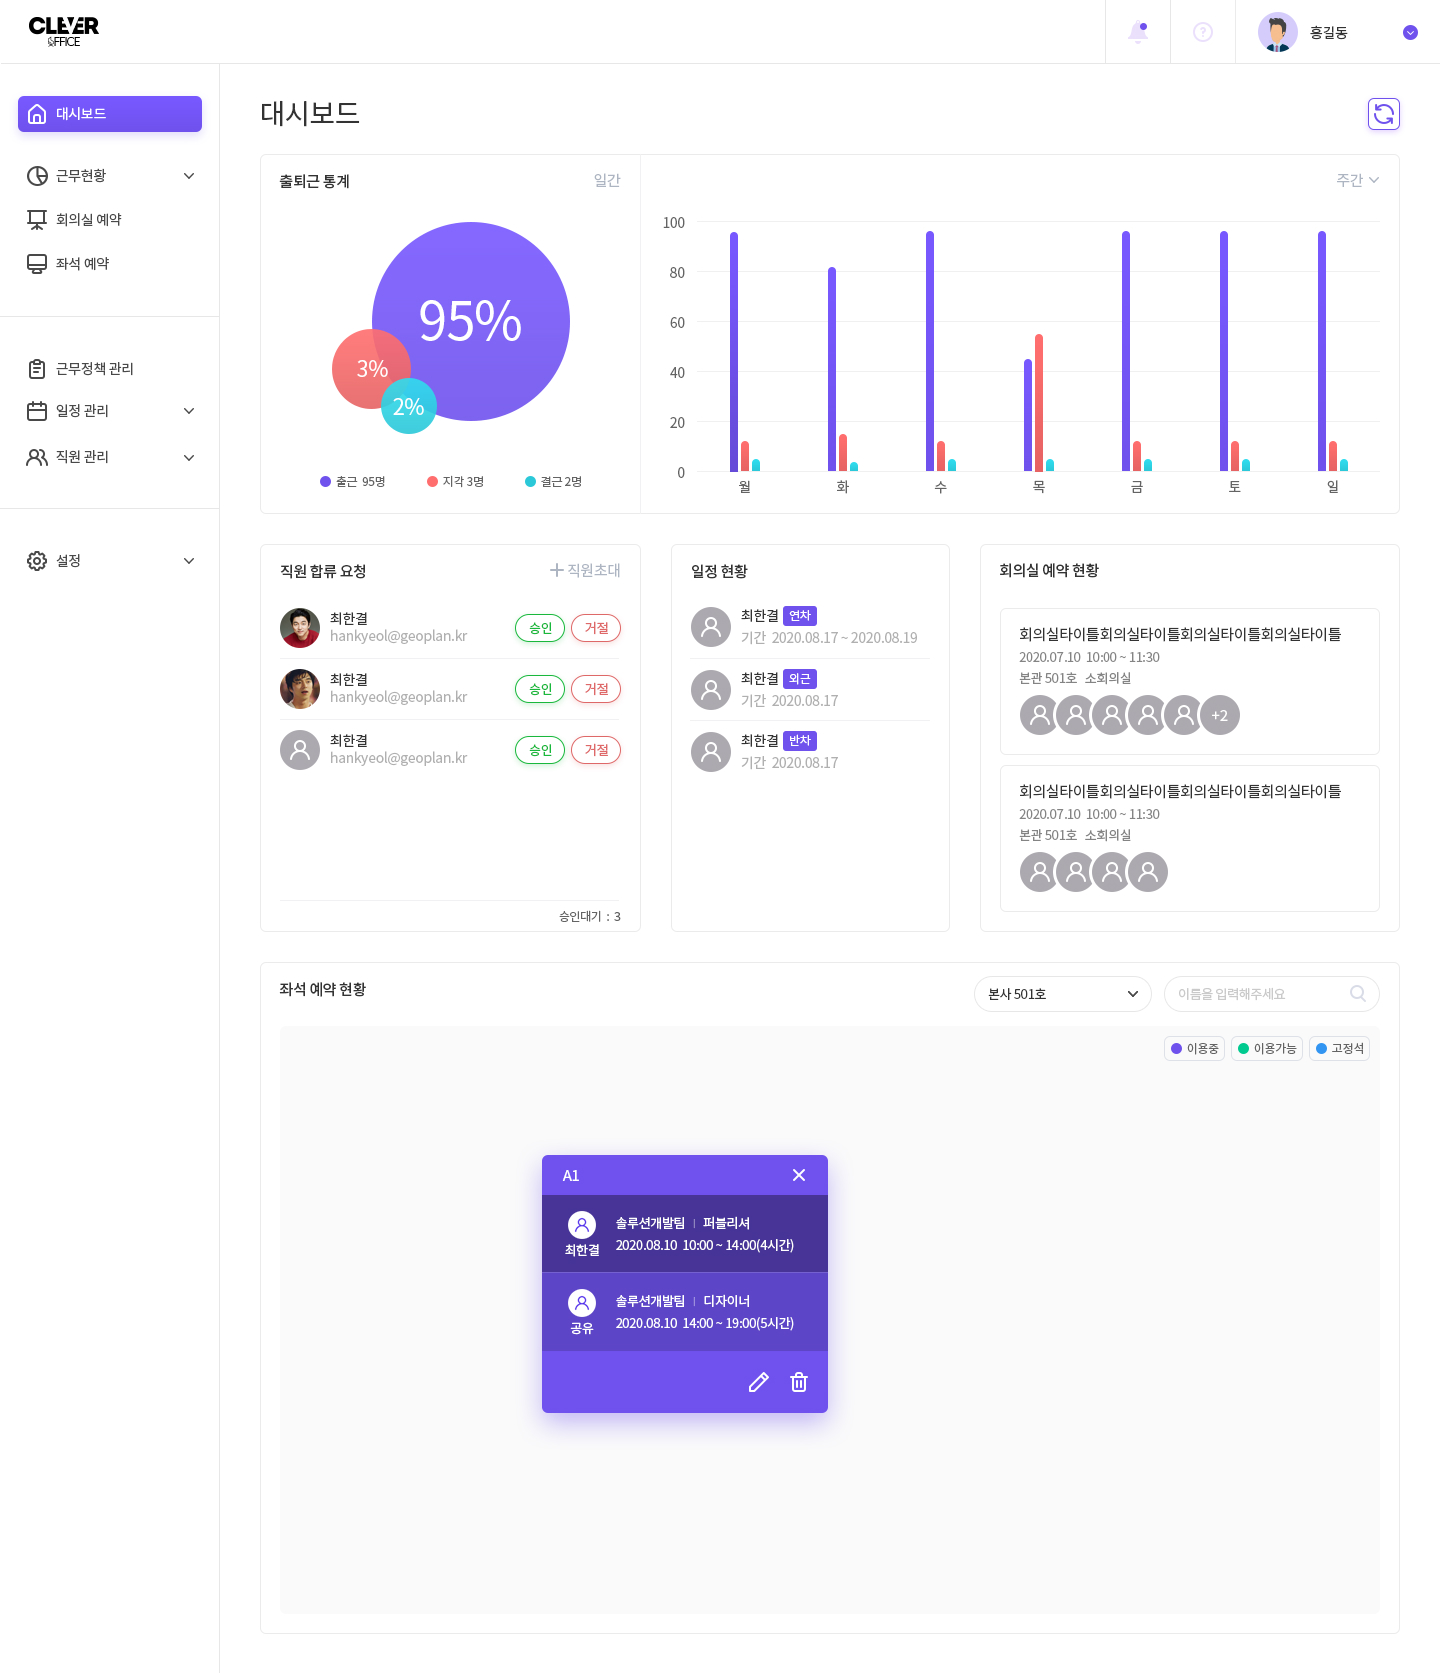 CLEVER
OFFICE
홍길동
대시보드
근무현황
회의실 예약
좌석 예약
근무정책 관리
일정 관리
직원 관리
설정
대시보드
출퇴근 통계
일간
95%
3%
2%
출근 95명
지각 3명
결근 2명
주간
100
80
60
40
20
0
월
화
수
목
금
토
일
직원 합류 요청
직원초대
최한결
hankyeol@geoplan.kr
승인
거절
최한결
hankyeol@geoplan.kr
승인
거절
최한결
hankyeol@geoplan.kr
승인
거절
승인대기 : 3
일정 현황
최한결 연차
기간 2020.08.17 ~ 2020.08.19
최한결 외근
기간 2020.08.17
최한결 반차
기간 2020.08.17
회의실 예약 현황
회의실타이틀회의실타이틀회의실타이틀회의실타이틀
2020.07.10 10:00 ~ 11:30
본관 501호 소회의실
+2
회의실타이틀회의실타이틀회의실타이틀회의실타이틀
2020.07.10 10:00 ~ 11:30
본관 501호 소회의실
좌석 예약 현황
본사 501호
이름을 입력해주세요
이용중
이용가능
고정석
A1
솔루션개발팀 | 퍼블리셔
2020.08.10 10:00 ~ 14:00(4시간)
최한결
솔루션개발팀 | 디자이너
2020.08.10 14:00 ~ 19:00(5시간)
공유